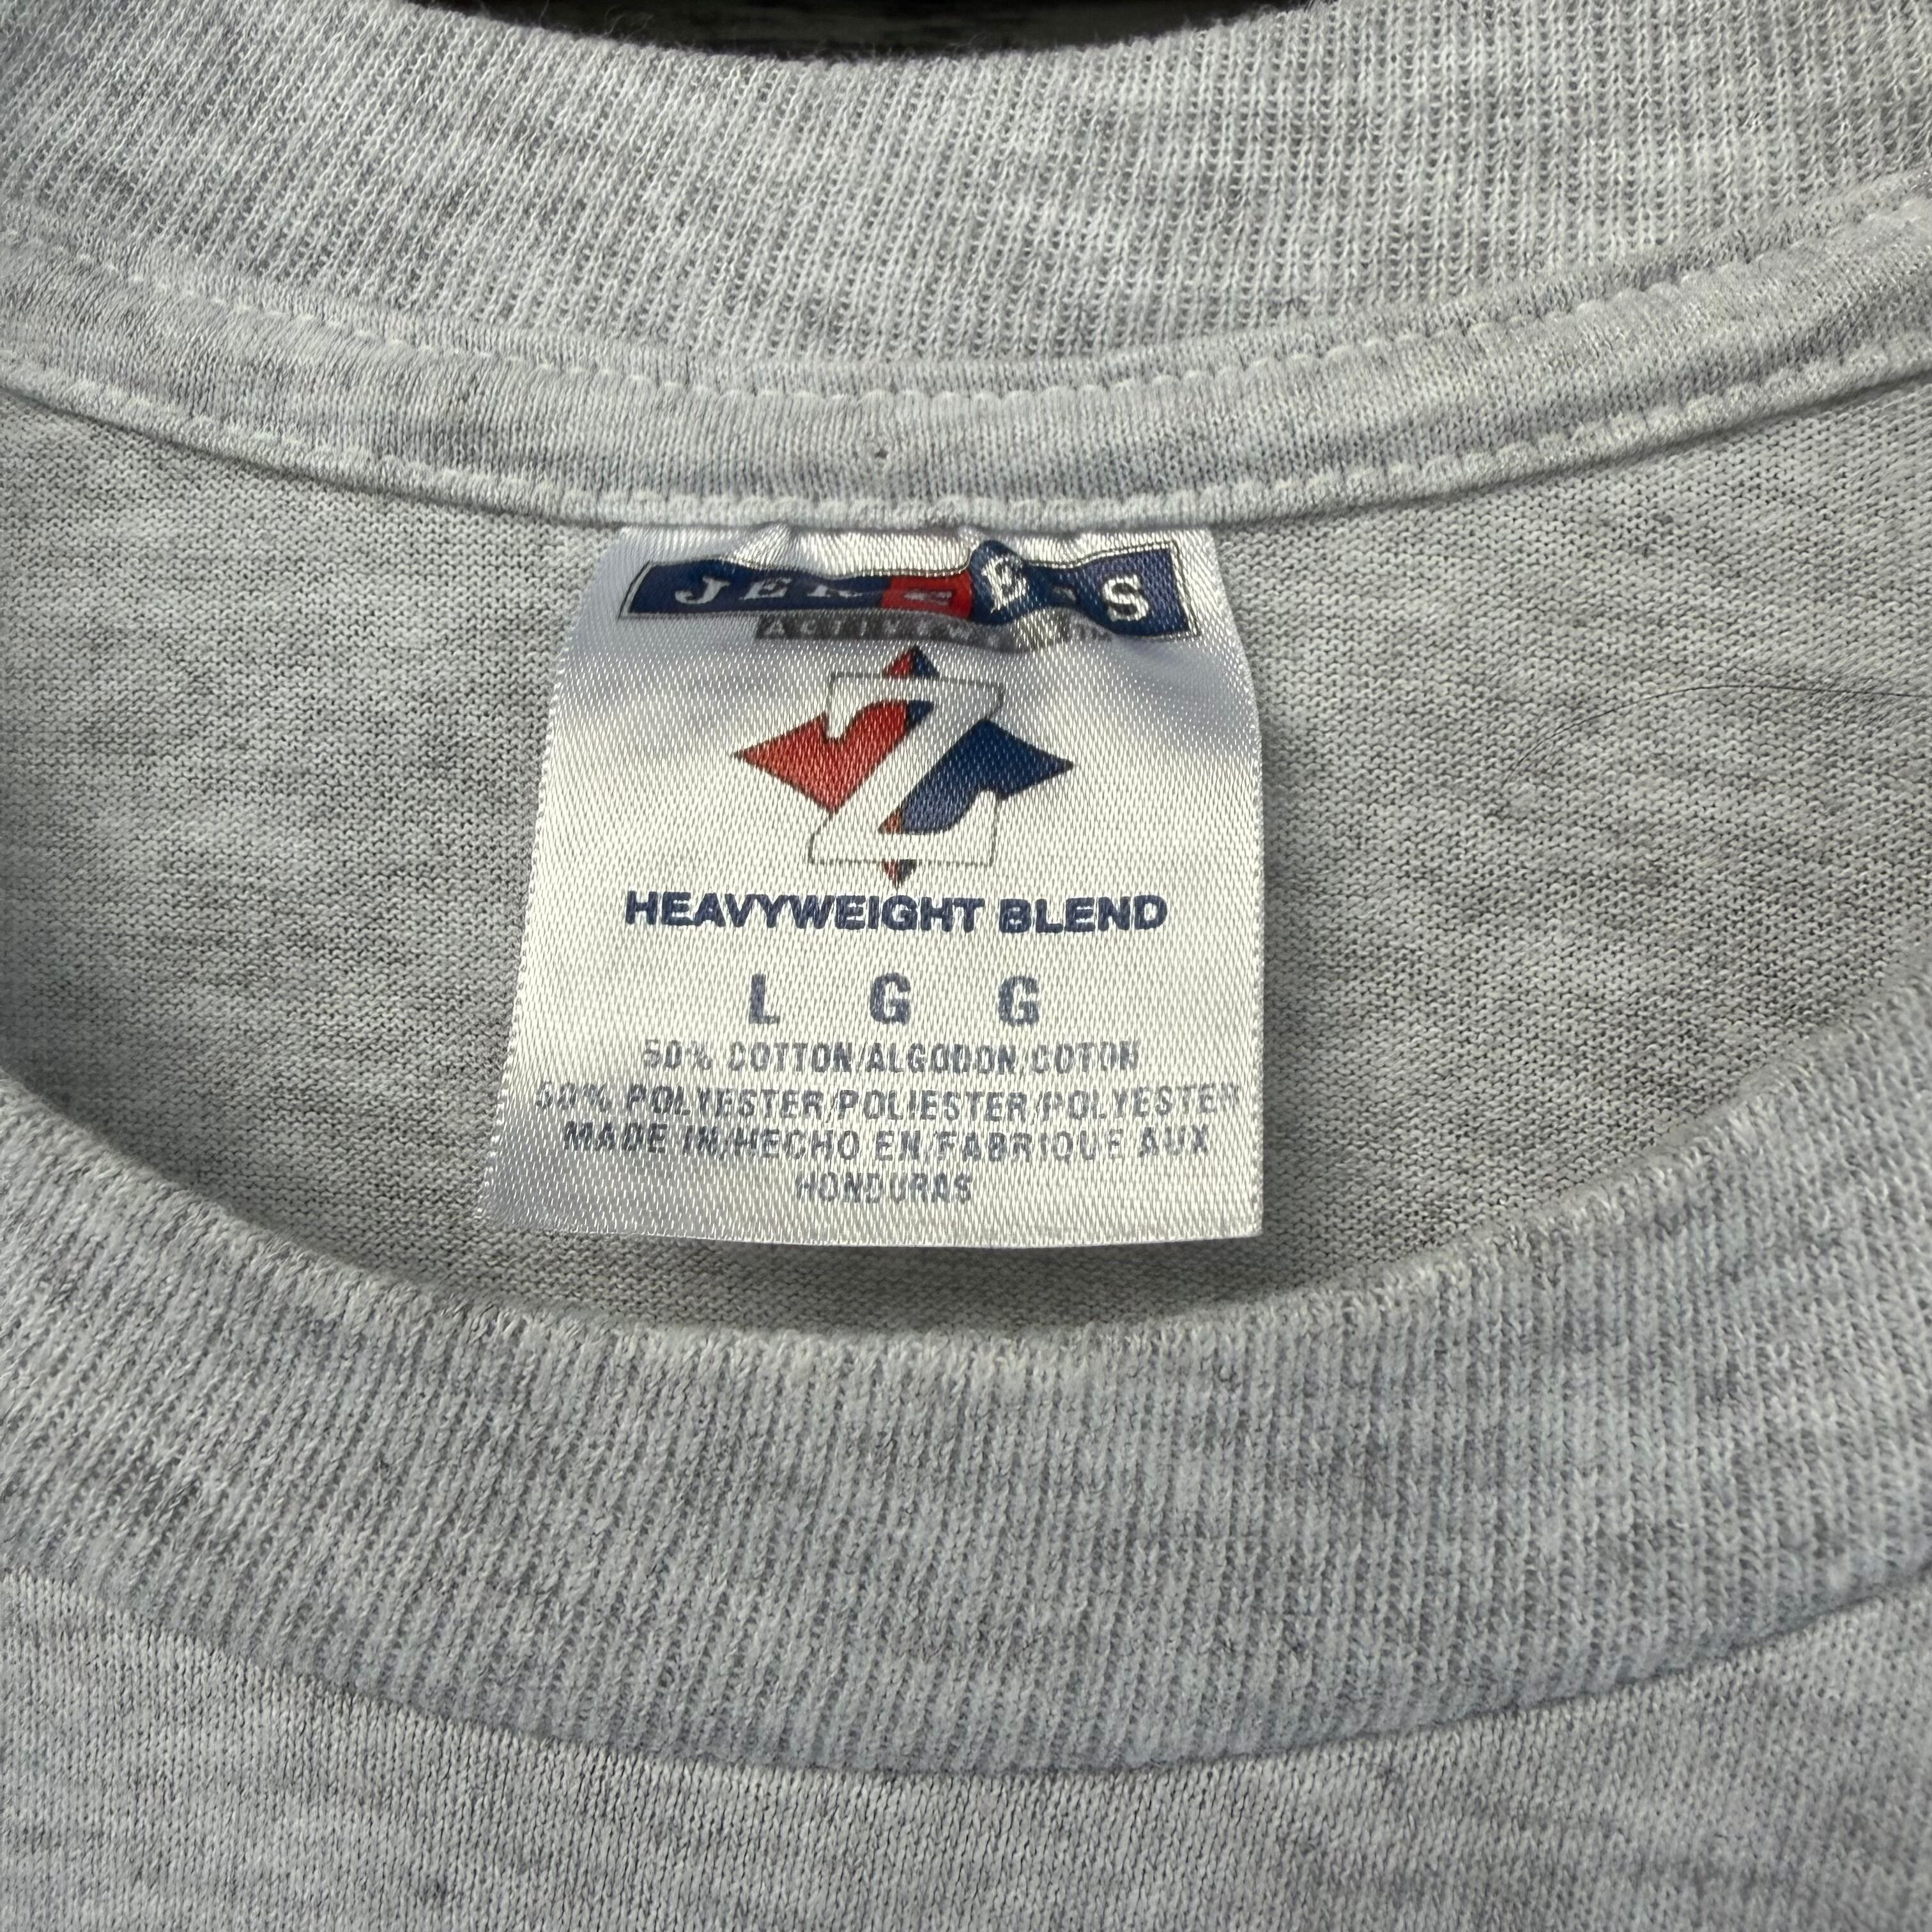 JERZEES
ACTIVEWEAR
Z
HEAVYWEIGHT BLEND
L G G
50% COTTON/ALGODON/COTON
50% POLYESTER/POLIESTER/POLYESTER
MADE IN/HECHO EN/FABRIQUE AUX
HONDURAS